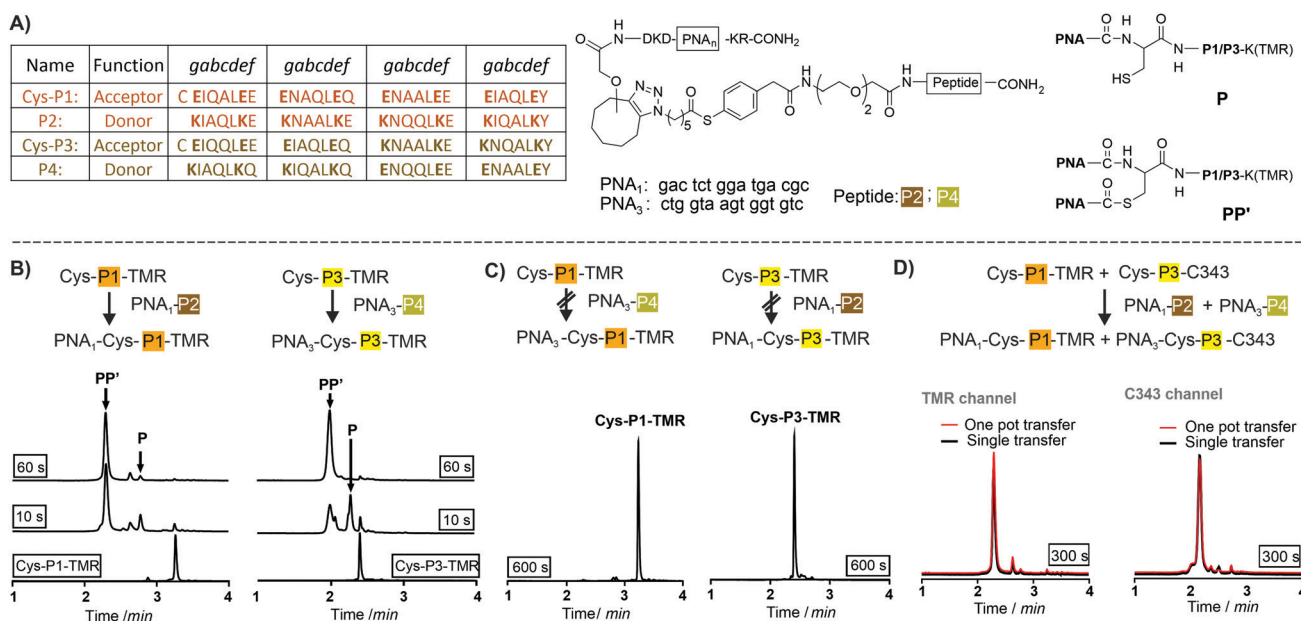 A)
Name Function gabcdef gabcdef gabcdef gabcdef
Cys-P1: Acceptor C EIQALEE ENAQLEQ ENAALEE EIAQLEY
P2: Donor KIAQLKE KNAALKE KNQQLKE KIQALKY
Cys-P3: Acceptor C EIQQLEE EIAQLEQ KNAALKE KNQALKY
P4: Donor KIAQLKQ KIQALKQ ENQQLEE ENAALEY
H
N—DKD-PNAn-KR-CONH2
O
O
N N
N
5
O
S
O
H
N
O
2
O
H
N—Peptide—CONH2
PNA1: gac tct gga tga cgc
PNA3: ctg gta agt ggt gtc
Peptide: P2 ; P4
O H O
PNA N
N P1/P3-K(TMR)
H
HS
P
O H O
PNA N
N P1/P3-K(TMR)
O H
PNA S
PP'
B)
Cys-P1-TMR
PNA1-P2
PNA1-Cys-P1-TMR
Cys-P3-TMR
PNA3-P4
PNA3-Cys-P3-TMR
PP'
P
60 s
10 s
Cys-P1-TMR
1 2 3 4
Time /min
PP'
P
60 s
10 s
Cys-P3-TMR
1 2 3 4
Time /min
C)
Cys-P1-TMR
PNA3-P4
PNA3-Cys-P1-TMR
Cys-P3-TMR
PNA1-P2
PNA1-Cys-P3-TMR
Cys-P1-TMR
600 s
1 2 3 4
Time/ min
Cys-P3-TMR
600 s
1 2 3 4
Time/ min
D)
Cys-P1-TMR + Cys-P3-C343
PNA1-P2 + PNA3-P4
PNA1-Cys-P1-TMR + PNA3-Cys-P3-C343
TMR channel
One pot transfer
Single transfer
300 s
1 2 3 4
Time/ min
C343 channel
One pot transfer
Single transfer
300 s
1 2 3 4
Time/ min